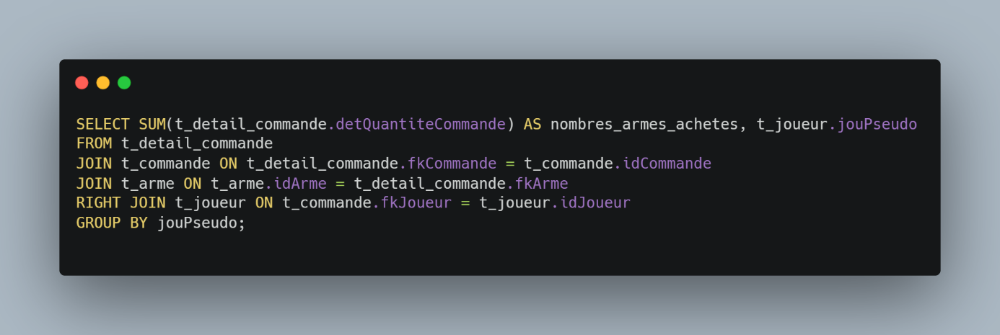 SELECT SUM(t_detail_commande.detQuantiteCommande) AS nombres_armes_achetes, t_joueur.jouPseudo
FROM t_detail_commande
JOIN t_commande ON t_detail_commande.fkCommande = t_commande.idCommande
JOIN t_arme ON t_arme.idArme = t_detail_commande.fkArme
RIGHT JOIN t_joueur ON t_commande.fkJoueur = t_joueur.idJoueur
GROUP BY jouPseudo;